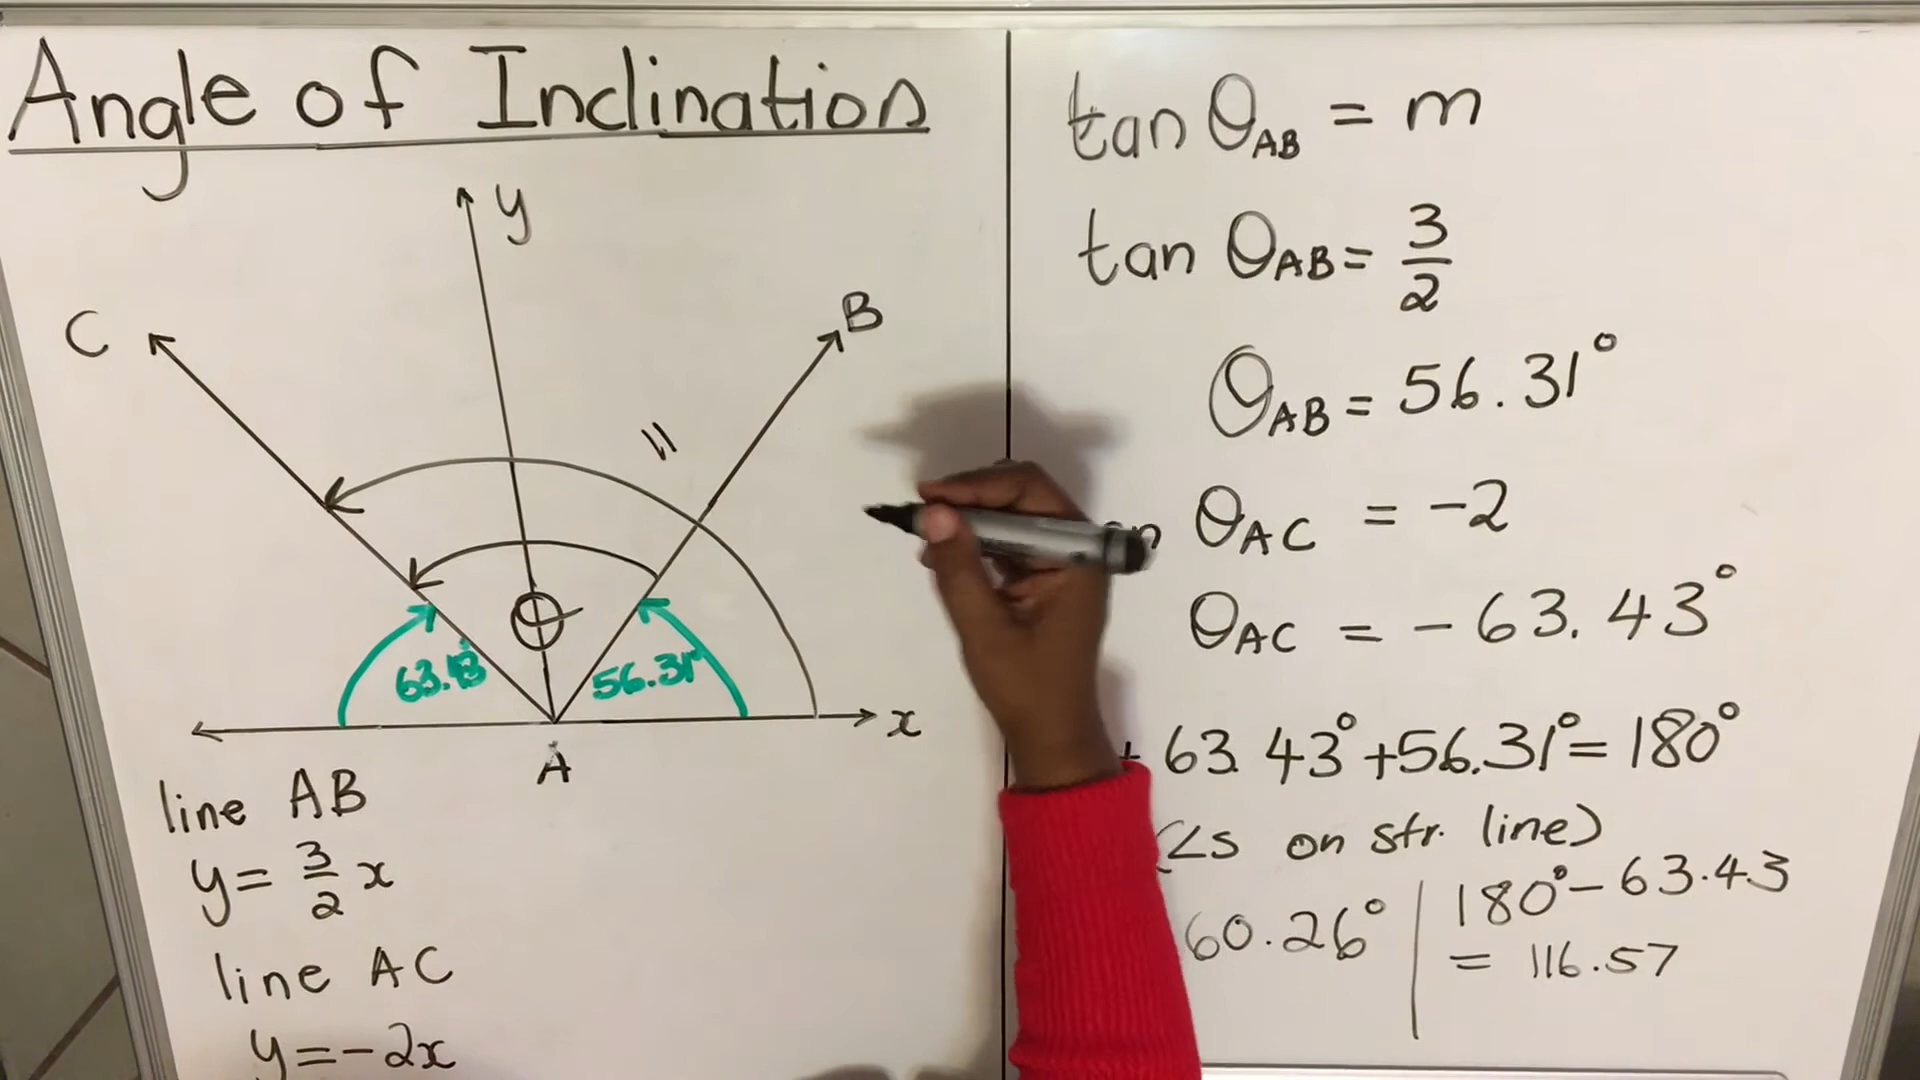 Angle of Inclination
y
C
B
11
θ
63.43°
56.31°
x
A
line AB
y = 3/2 x
line AC
y = -2x
tan θAB = m
tan θAB = 3/2
θAB = 56.31°
θAC = -2
θAC = -63.43°
+ 63.43° + 56.31° = 180°
(∠s on str. line)
60.26°
180° - 63.43
= 116.57